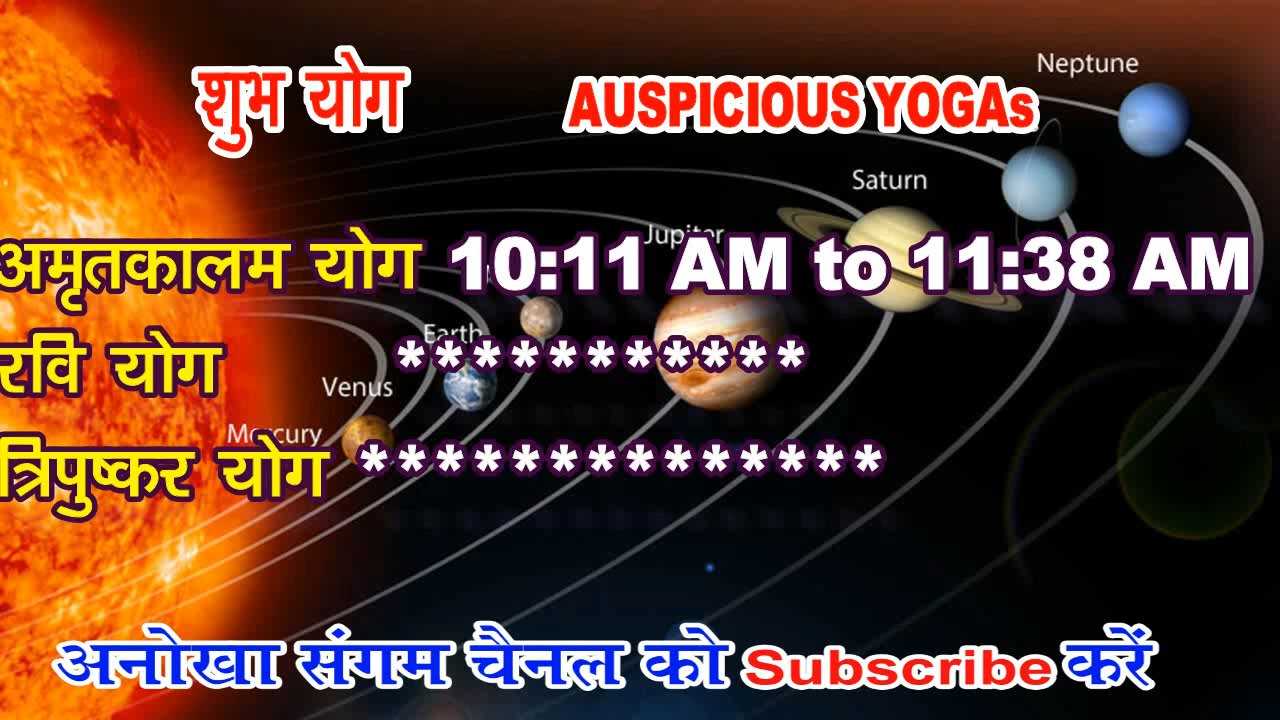 Neptune
शुभ योग AUSPICIOUS YOGAs
Saturn
Jupiter
अमृतकालम योग 10:11 AM to 11:38 AM
Earth
रवि योग ***********
Venus
Mercury
त्रिपुष्कर योग **************
अनोखा संगम चैनल को Subscribe करें